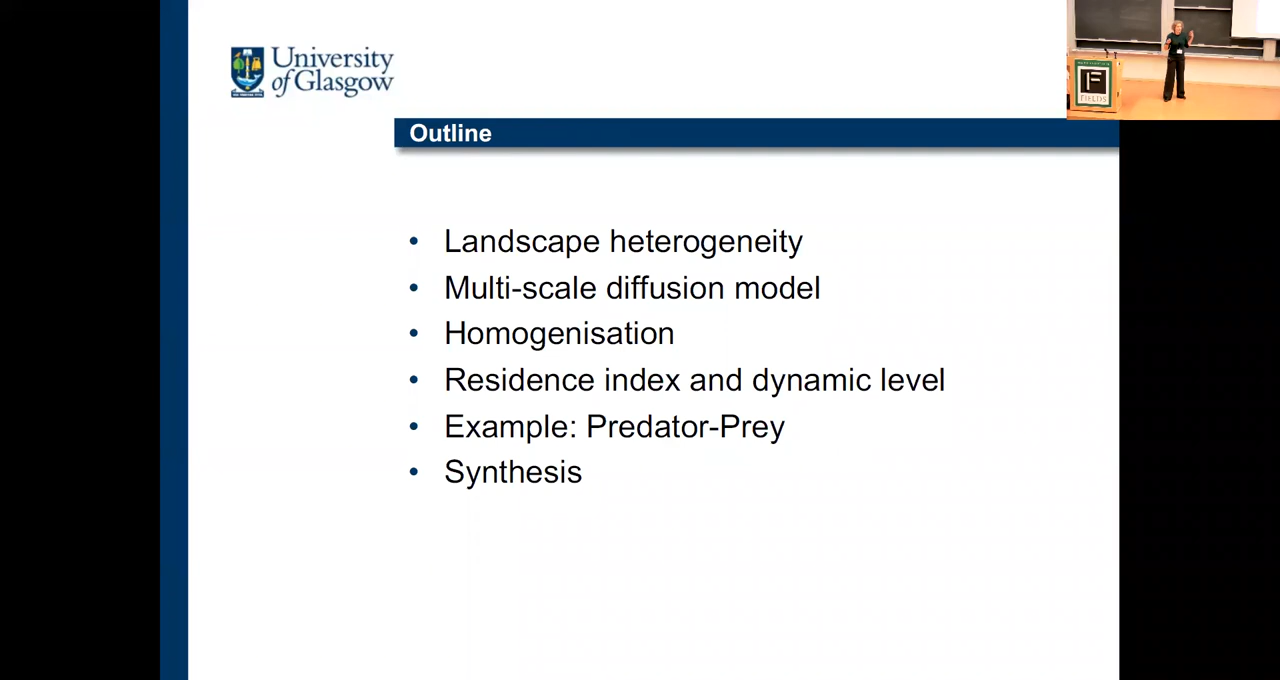 University
of Glasgow
Outline
• Landscape heterogeneity
• Multi-scale diffusion model
• Homogenisation
• Residence index and dynamic level
• Example: Predator-Prey
• Synthesis
F
FIELDS